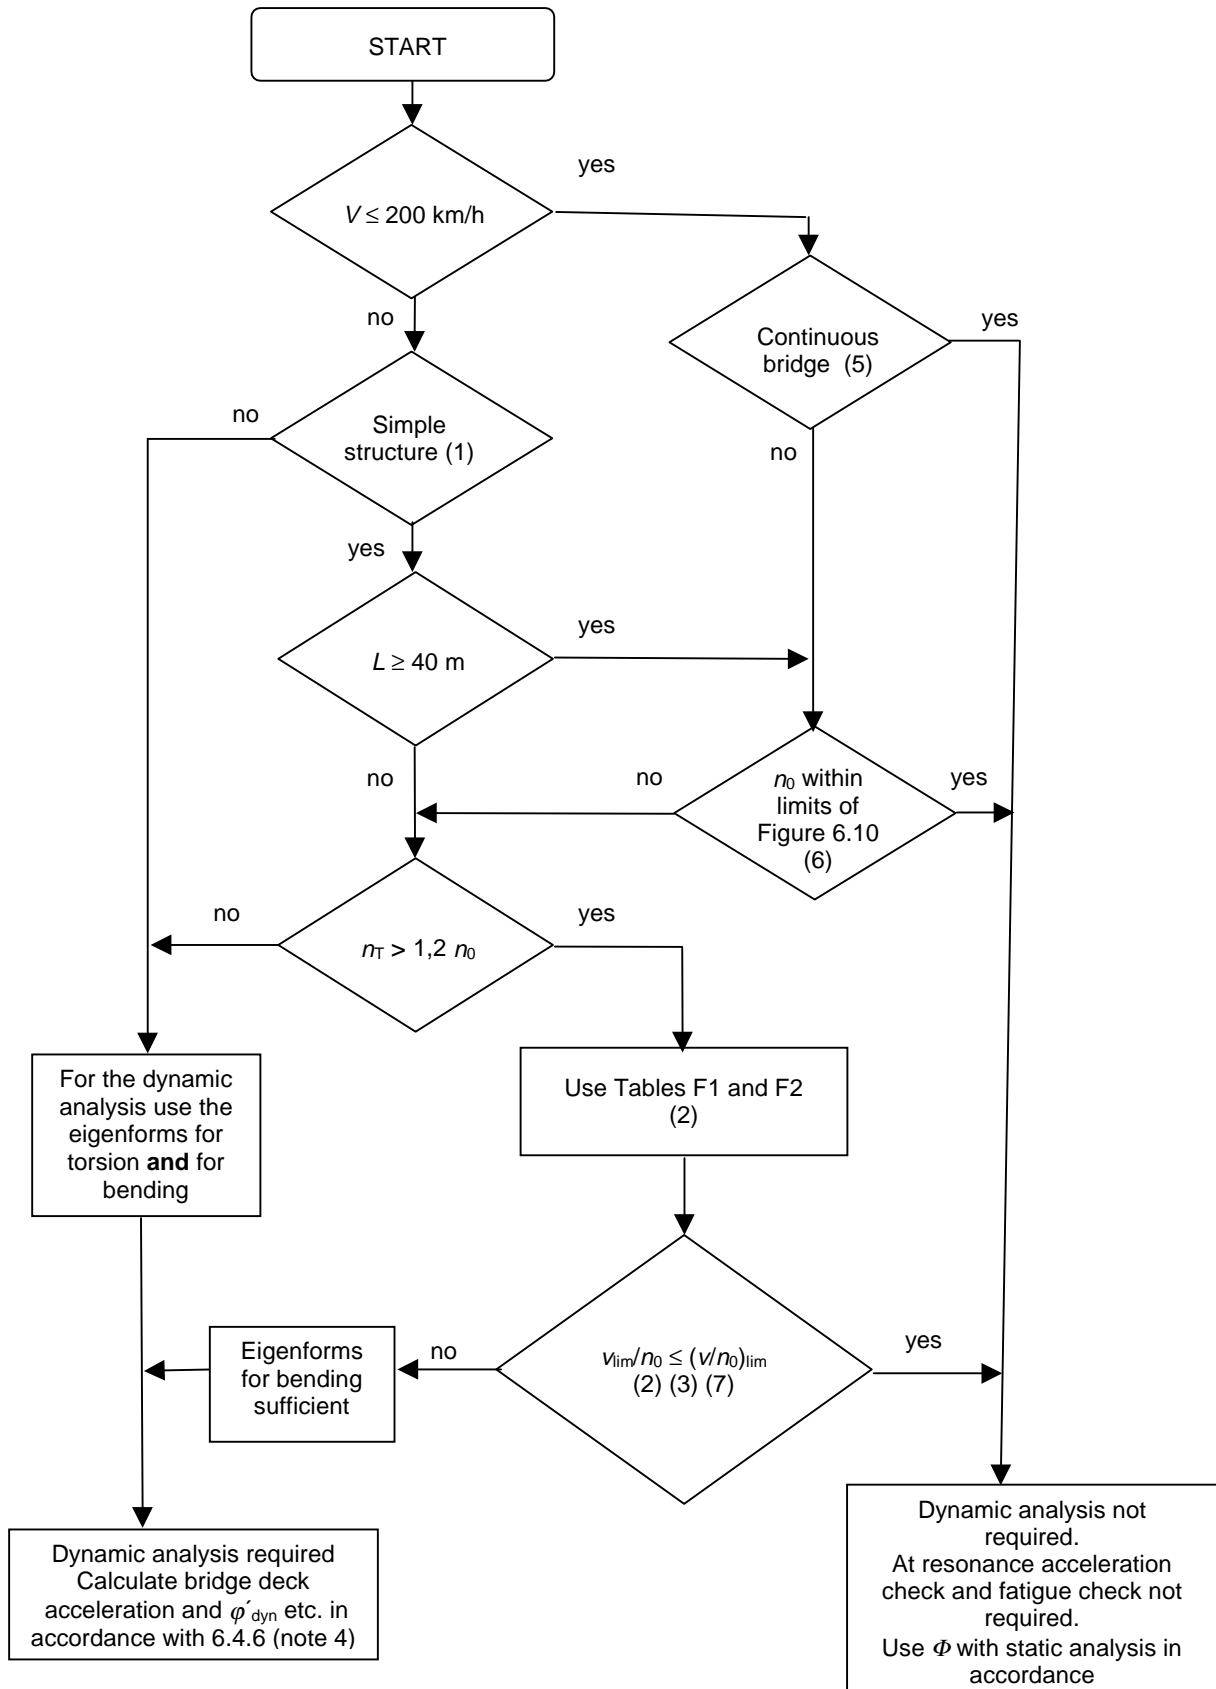 START
yes
V ≤ 200 km/h
no
Continuous
bridge (5)
yes
no
no
Simple
structure (1)
yes
L ≥ 40 m
yes
no
no
n0 within
limits of
Figure 6.10
(6)
yes
no
nT > 1,2 n0
yes
For the dynamic
analysis use the
eigenforms for
torsion and for
bending
Use Tables F1 and F2
(2)
Eigenforms
for bending
sufficient
no
vlim/n0 ≤ (v/n0)lim
(2) (3) (7)
yes
Dynamic analysis required
Calculate bridge deck
acceleration and φ′dyn etc. in
accordance with 6.4.6 (note 4)
Dynamic analysis not
required.
At resonance acceleration
check and fatigue check not
required.
Use Φ with static analysis in
accordance